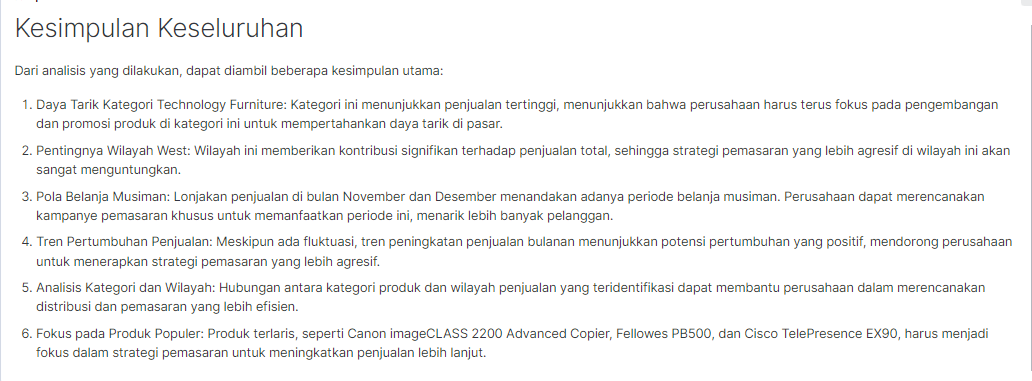 Kesimpulan Keseluruhan
Dari analisis yang dilakukan, dapat diambil beberapa kesimpulan utama:
1. Daya Tarik Kategori Technology Furniture: Kategori ini menunjukkan penjualan tertinggi, menunjukkan bahwa perusahaan harus terus fokus pada pengembangan
dan promosi produk di kategori ini untuk mempertahankan daya tarik di pasar.
2. Pentingnya Wilayah West: Wilayah ini memberikan kontribusi signifikan terhadap penjualan total, sehingga strategi pemasaran yang lebih agresif di wilayah ini akan
sangat menguntungkan.
3. Pola Belanja Musiman: Lonjakan penjualan di bulan November dan Desember menandakan adanya periode belanja musiman. Perusahaan dapat merencanakan
kampanye pemasaran khusus untuk memanfaatkan periode ini, menarik lebih banyak pelanggan.
4. Tren Pertumbuhan Penjualan: Meskipun ada fluktuasi, tren peningkatan penjualan bulanan menunjukkan potensi pertumbuhan yang positif, mendorong perusahaan
untuk menerapkan strategi pemasaran yang lebih agresif.
5. Analisis Kategori dan Wilayah: Hubungan antara kategori produk dan wilayah penjualan yang teridentifikasi dapat membantu perusahaan dalam merencanakan
distribusi dan pemasaran yang lebih efisien.
6. Fokus pada Produk Populer: Produk terlaris, seperti Canon imageCLASS 2200 Advanced Copier, Fellowes PB500, dan Cisco TelePresence EX90, harus menjadi
fokus dalam strategi pemasaran untuk meningkatkan penjualan lebih lanjut.